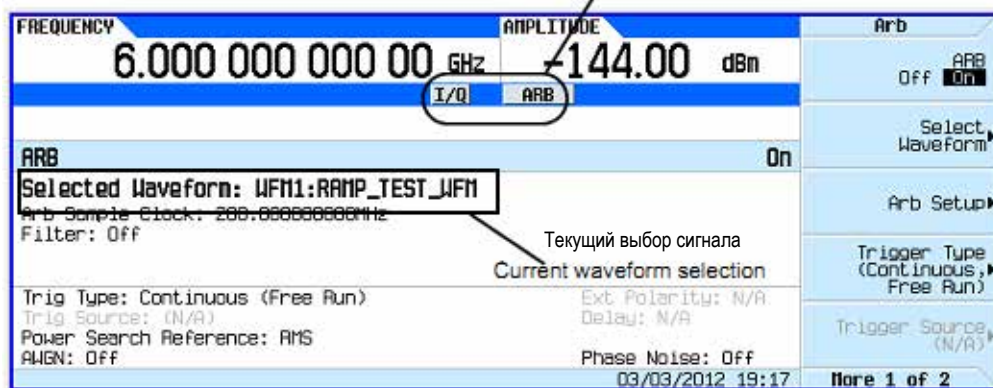 FREQUENCY
AMPLITUDE
6.000 000 000 00 GHz
-144.00 dBm
I/Q
ARB
ARB
On
Selected Waveform: WFM1:RAMP_TEST_WFM
Arb Sample Clock: 200.000000000MHz
Filter: Off
Текущий выбор сигнала
Current waveform selection
Trig Type: Continuous (Free Run)
Ext Polarity: N/A
Trig Source: (N/A)
Delay: N/A
Power Search Reference: RMS
AWGN: Off
Phase Noise: Off
03/03/2012 19:17
Arb
ARB
Off On
Select
Waveform
Arb Setup
Trigger Type
(Continuous,
Free Run)
Trigger Source
(N/A)
More 1 of 2